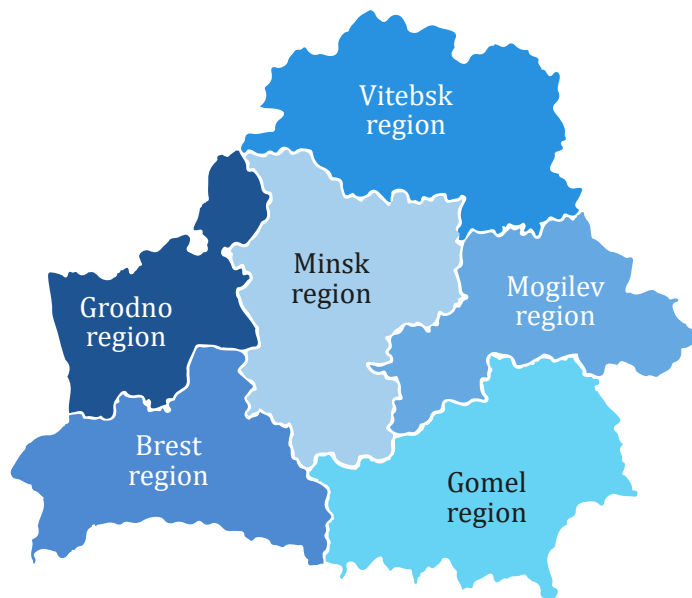 Vitebsk
region
Minsk
region
Mogilev
region
Grodno
region
Brest
region
Gomel
region